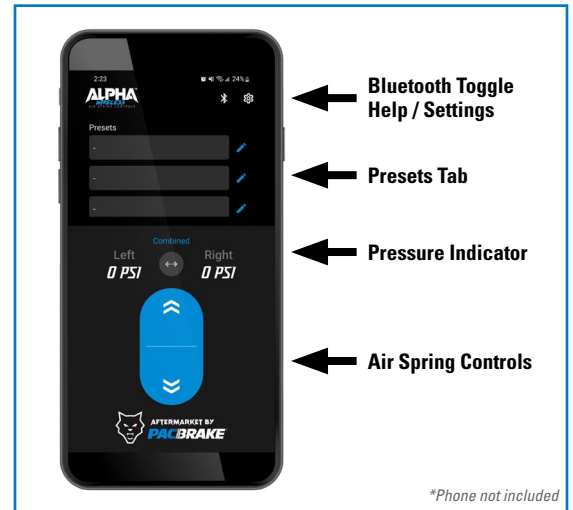 2:23
24%
ALPHA
WIRELESS
AIR SPRING CONTROLS
Bluetooth Toggle
Help / Settings
Presets
-
-
-
Presets Tab
Combined
Left
Right
0 PSI
0 PSI
Pressure Indicator
Air Spring Controls
AFTERMARKET BY
PACBRAKE
*Phone not included